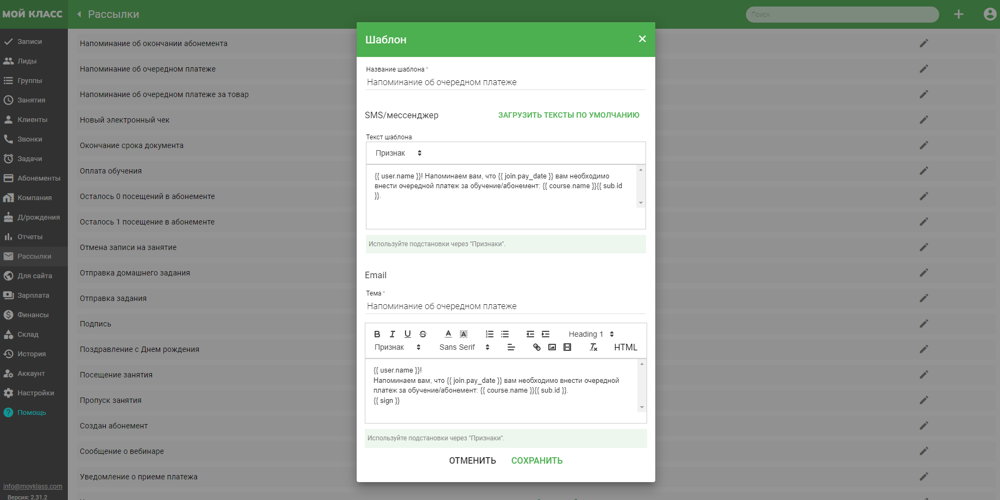 МОЙ КЛАСС
Рассылки
Поиск
Записи
Лиды
Группы
Занятия
Клиенты
Звонки
Задачи
Абонементы
Компания
Д/рождения
Отчеты
Рассылки
Для сайта
Зарплата
Финансы
Склад
История
Аккаунт
Настройки
Помощь
info@moyklass.com
Версия: 2.31.2
Напоминание об окончании абонемента
Напоминание об очередном платеже
Напоминание об очередном платеже за товар
Новый электронный чек
Окончание срока документа
Оплата обучения
Осталось 0 посещений в абонементе
Осталось 1 посещение в абонементе
Отмена записи на занятие
Отправка домашнего задания
Отправка задания
Подпись
Поздравление с Днем рождения
Посещение занятия
Пропуск занятия
Создан абонемент
Сообщение о вебинаре
Уведомление о приеме платежа
Шаблон
Название шаблона *
Напоминание об очередном платеже
SMS/мессенджер
ЗАГРУЗИТЬ ТЕКСТЫ ПО УМОЛЧАНИЮ
Текст шаблона
Признак
{{ user.name }}! Напоминаем вам, что {{ join.pay_date }} вам необходимо
внести очередной платеж за обучение/абонемент: {{ course.name }}{{ sub.id
}}.
Используйте подстановки через "Признаки".
Email
Тема *
Напоминание об очередном платеже
Heading 1
Признак
Sans Serif
HTML
{{ user.name }}!
Напоминаем вам, что {{ join.pay_date }} вам необходимо внести очередной
платеж за обучение/абонемент: {{ course.name }}{{ sub.id }}.
{{ sign }}
Используйте подстановки через "Признаки".
ОТМЕНИТЬ
СОХРАНИТЬ